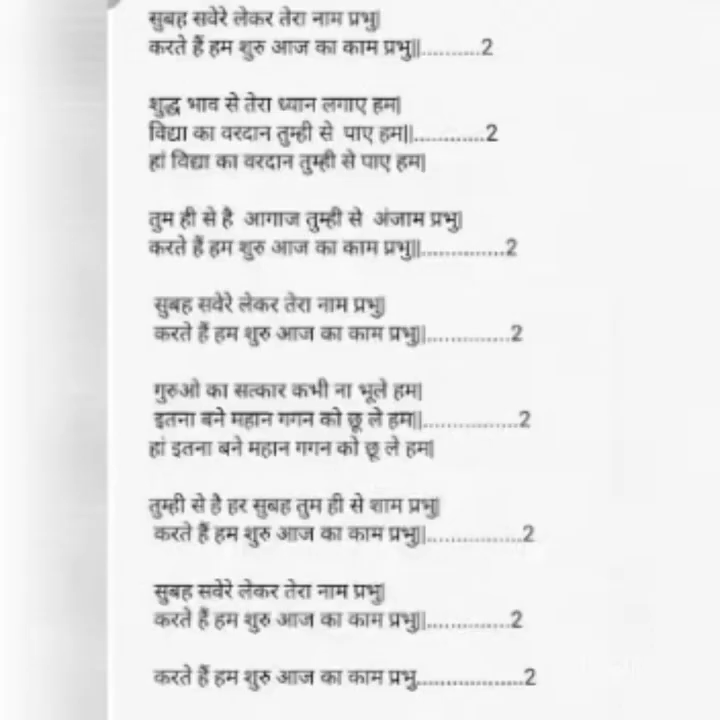 सुबह सवेरे लेकर तेरा नाम प्रभु|
करते हैं हम शुरु आज का काम प्रभु||..........2
शुद्ध भाव से तेरा ध्यान लगाए हम|
विद्या का वरदान तुम्ही से पाए हम||............2
हां विद्या का वरदान तुम्ही से पाए हम|
तुम ही से है आगाज तुम्ही से अंजाम प्रभु|
करते हैं हम शुरु आज का काम प्रभु||..............2
सुबह सवेरे लेकर तेरा नाम प्रभु|
करते हैं हम शुरु आज का काम प्रभु||..............2
गुरुओ का सत्कार कभी ना भूले हम|
इतना बने महान गगन को छू ले हम||................2
हां इतना बने महान गगन को छू ले हम|
तुम्ही से है हर सुबह तुम ही से शाम प्रभु|
करते हैं हम शुरु आज का काम प्रभु||................2
सुबह सवेरे लेकर तेरा नाम प्रभु|
करते हैं हम शुरु आज का काम प्रभु||..............2
करते हैं हम शुरु आज का काम प्रभु..................2